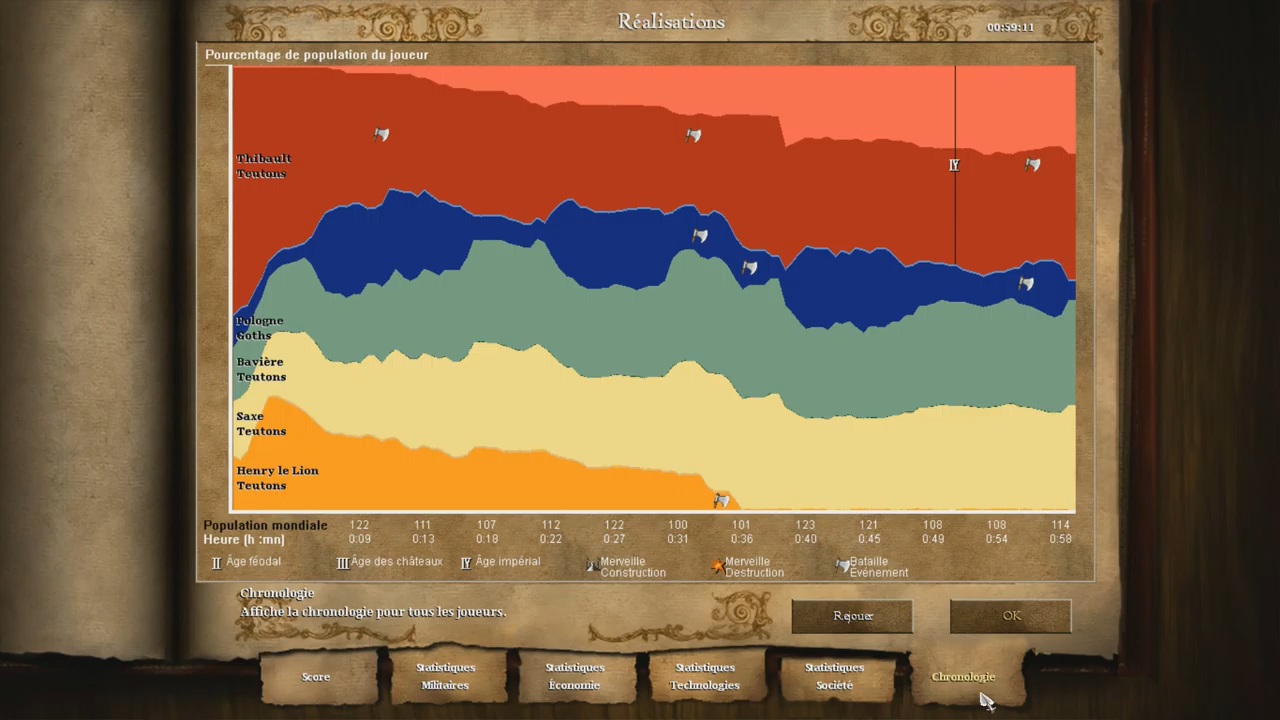 Réalisations
00:59:11
Pourcentage de population du joueur
Thibault
Teutons
IV
Pologne
Goths
Bavière
Teutons
Saxe
Teutons
Henry le Lion
Teutons
Population mondiale 122 111 107 112 122 100 101 123 121 108 108 114
Heure (h :mn) 0:09 0:13 0:18 0:22 0:27 0:31 0:36 0:40 0:45 0:49 0:54 0:58
II Âge féodal III Âge des châteaux IV Âge impérial Merveille Construction Merveille Destruction Bataille Événement
Chronologie
Affiche la chronologie pour tous les joueurs.
Rejouer OK
Score
Statistiques
Militaires
Statistiques
Économie
Statistiques
Technologies
Statistiques
Société
Chronologie